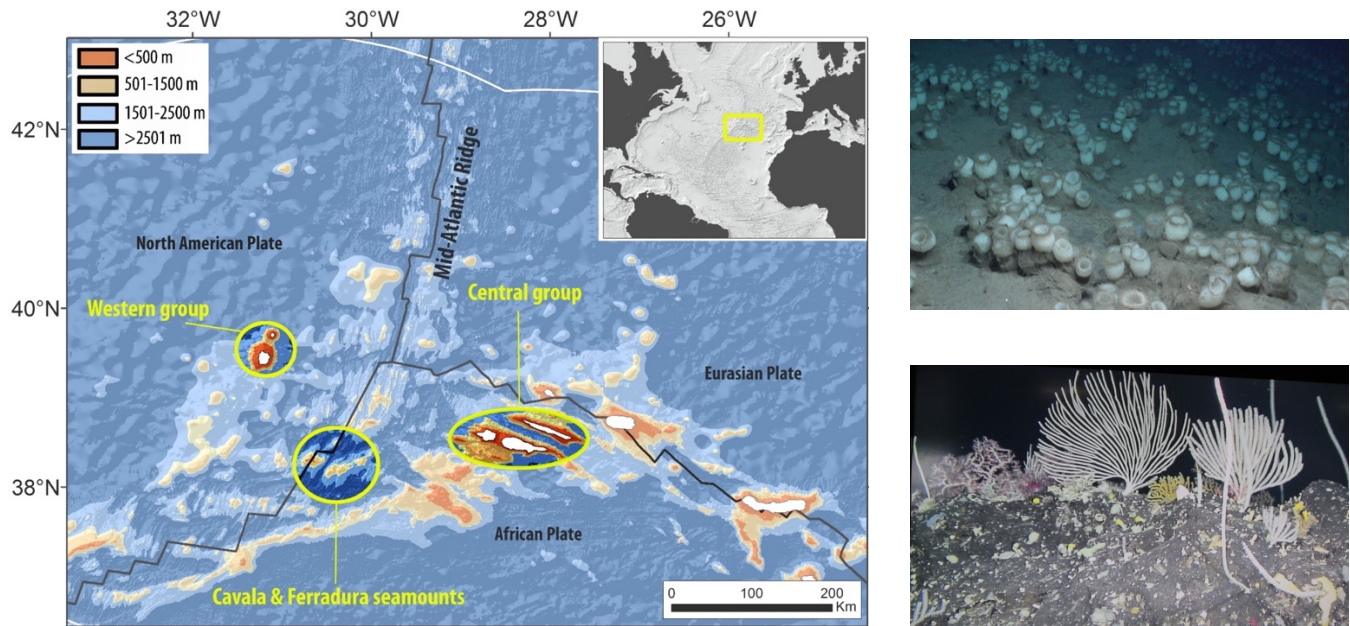 32°W 30°W 28°W 26°W
<500 m
501-1500 m
1501-2500 m
>2501 m
42°N
Mid-Atlantic Ridge
North American Plate
40°N
Western group
Central group
Eurasian Plate
38°N
African Plate
Cavala & Ferradura seamounts
0 100 200
Km